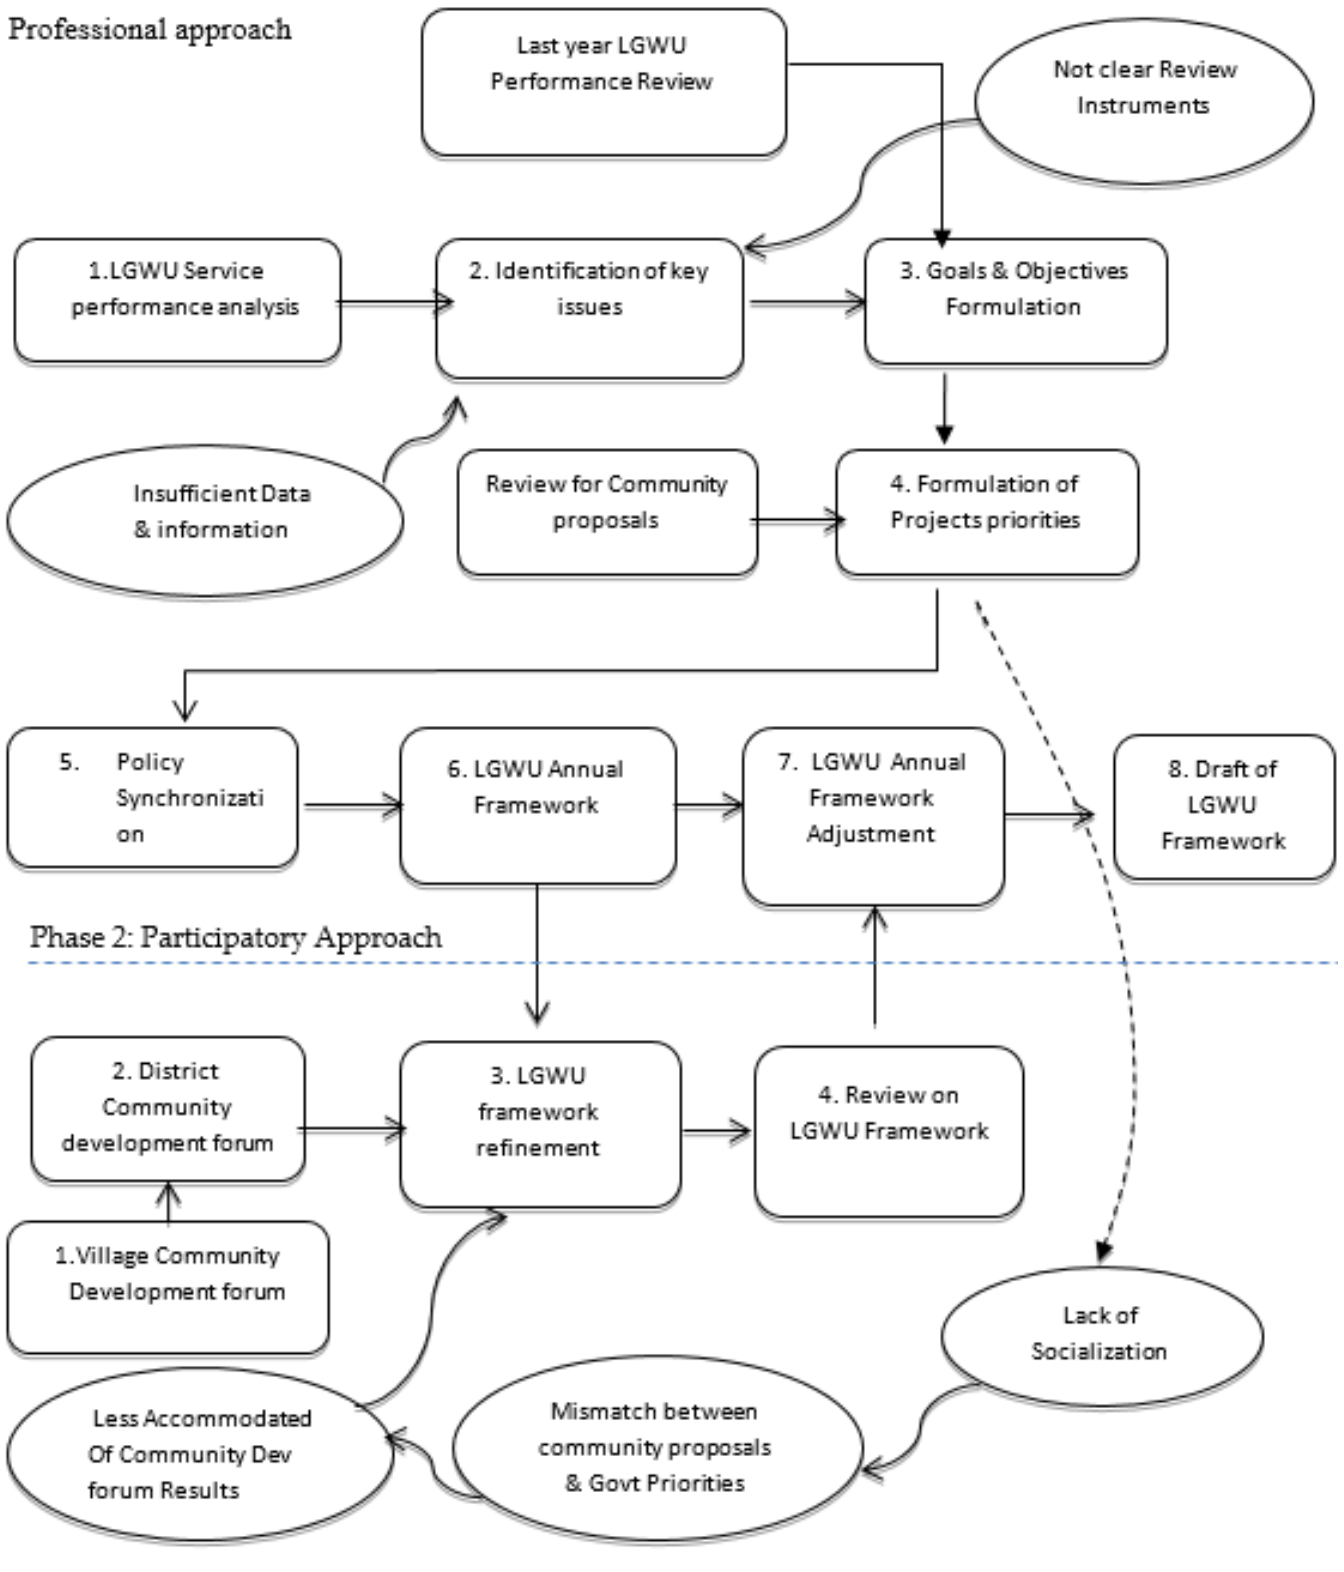 Professional approach
Last year LGWU
Performance Review
Not clear Review
Instruments
1.LGWU Service
performance analysis
2. Identification of key
issues
3. Goals & Objectives
Formulation
Insufficient Data
& information
Review for Community
proposals
4. Formulation of
Projects priorities
5. Policy
Synchronizati
on
6. LGWU Annual
Framework
7. LGWU Annual
Framework
Adjustment
8. Draft of
LGWU
Framework
Phase 2: Participatory Approach
2. District
Community
development forum
3. LGWU
framework
refinement
4. Review on
LGWU Framework
1.Village Community
Development forum
Lack of
Socialization
Less Accommodated
Of Community Dev
forum Results
Mismatch between
community proposals
& Govt Priorities